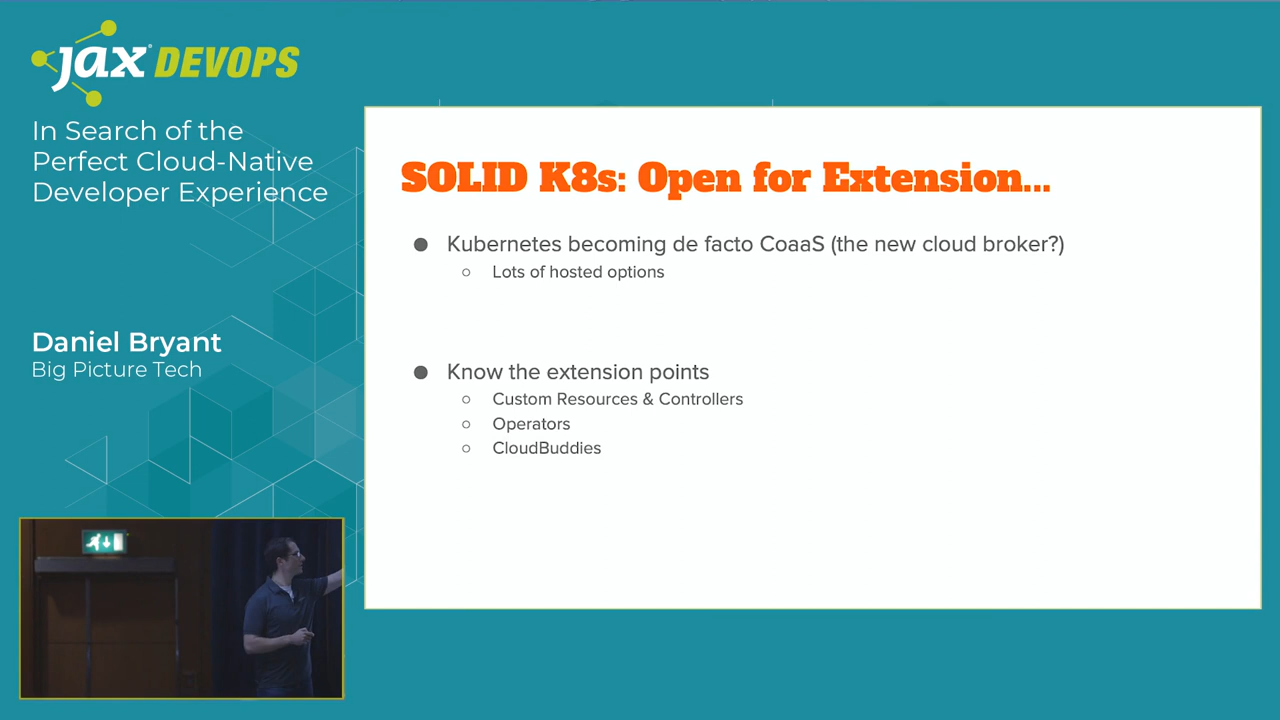 jax DEVOPS
In Search of the
Perfect Cloud-Native
Developer Experience
Daniel Bryant
Big Picture Tech
SOLID K8s: Open for Extension...
● Kubernetes becoming de facto CoaaS (the new cloud broker?)
○ Lots of hosted options
● Know the extension points
○ Custom Resources & Controllers
○ Operators
○ CloudBuddies